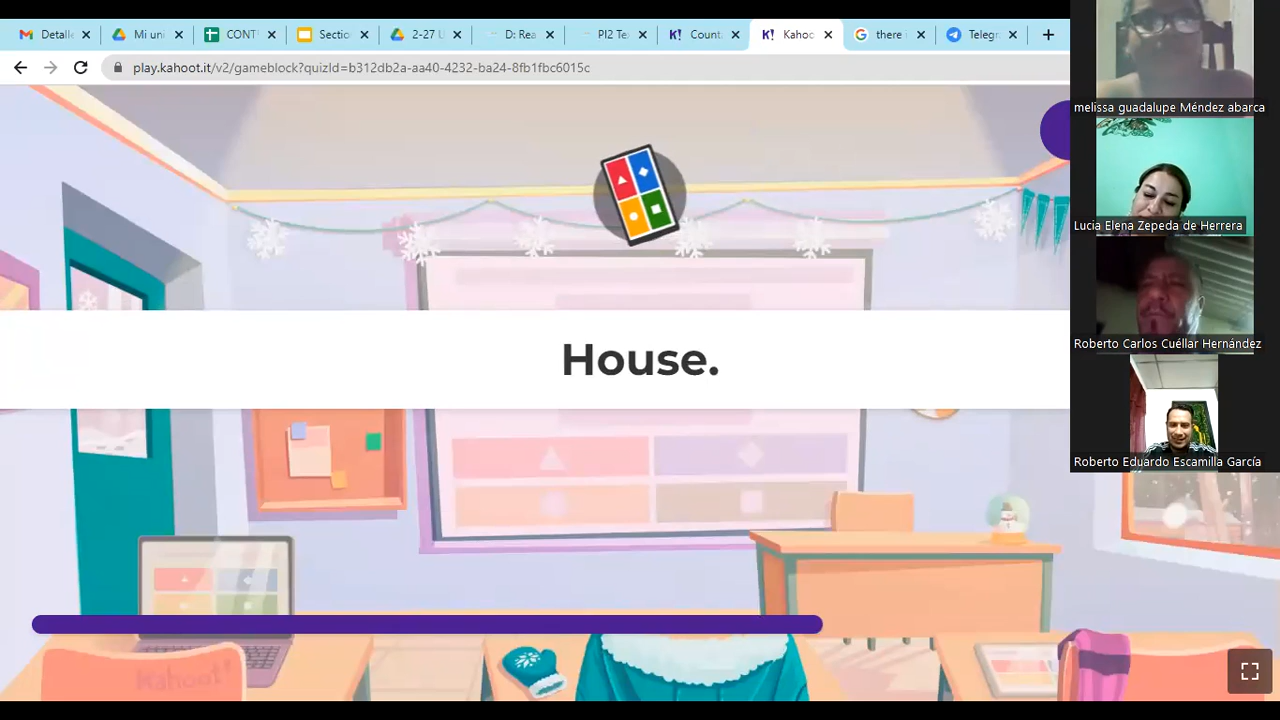 Detalle
Mi uni
CONT
Sectio
2-27 U
D: Rea
PI2 Te
Count
Kahoo
there i
Telegr
play.kahoot.it/v2/gameblock?quizId=b312db2a-aa40-4232-ba24-8fb1fbc6015c
melissa guadalupe Méndez abarca
Lucia Elena Zepeda de Herrera
Roberto Carlos Cuéllar Hernández
Roberto Eduardo Escamilla García
House.
Kahoot!